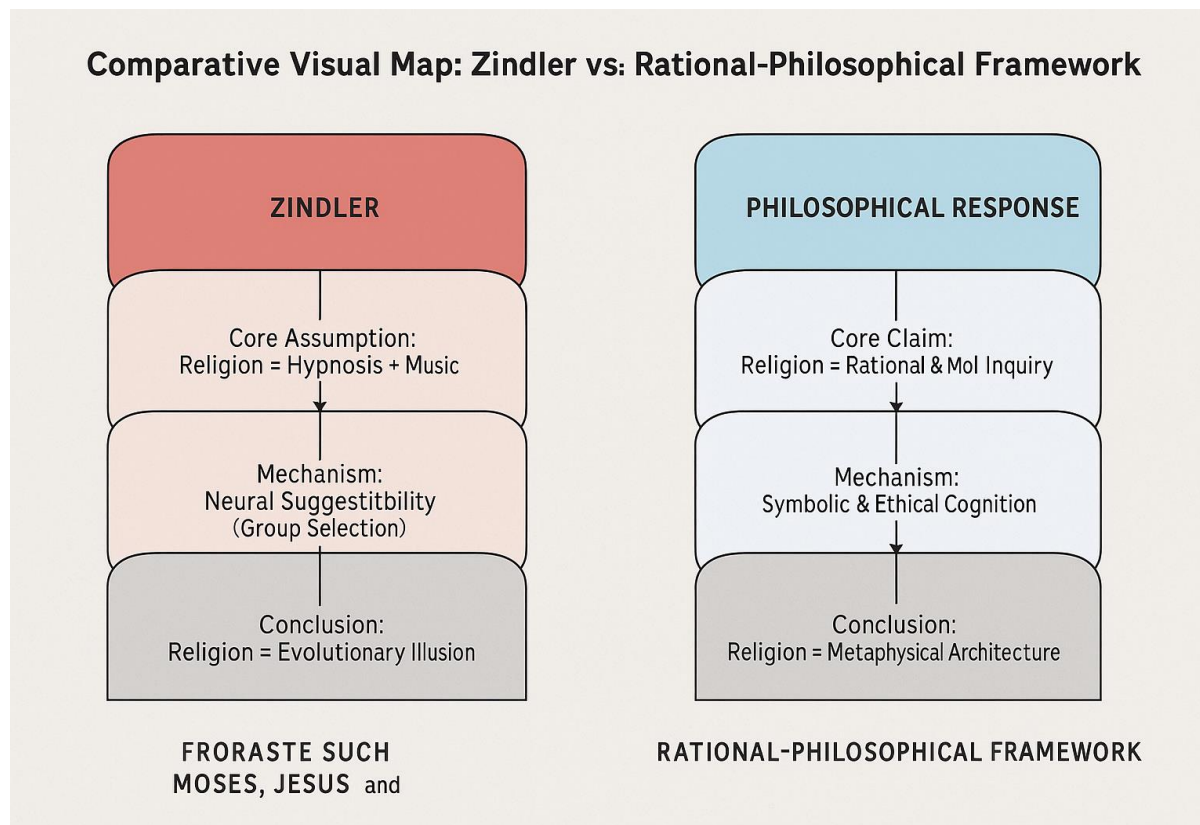 Comparative Visual Map: Zindler vs: Rational-Philosophical Framework
ZINDLER
Core Assumption:
Religion = Hypnosis + Music
Mechanism:
Neural Suggestitbility
(Group Selection)
Conclusion:
Religion = Evolutionary Illusion
FRORASTE SUCH
MOSES, JESUS and
PHILOSOPHICAL RESPONSE
Core Claim:
Religion = Rational & Mol Inquiry
Mechanism:
Symbolic & Ethical Cognition
Conclusion:
Religion = Metaphysical Architecture
RATIONAL-PHILOSOPHICAL FRAMEWORK